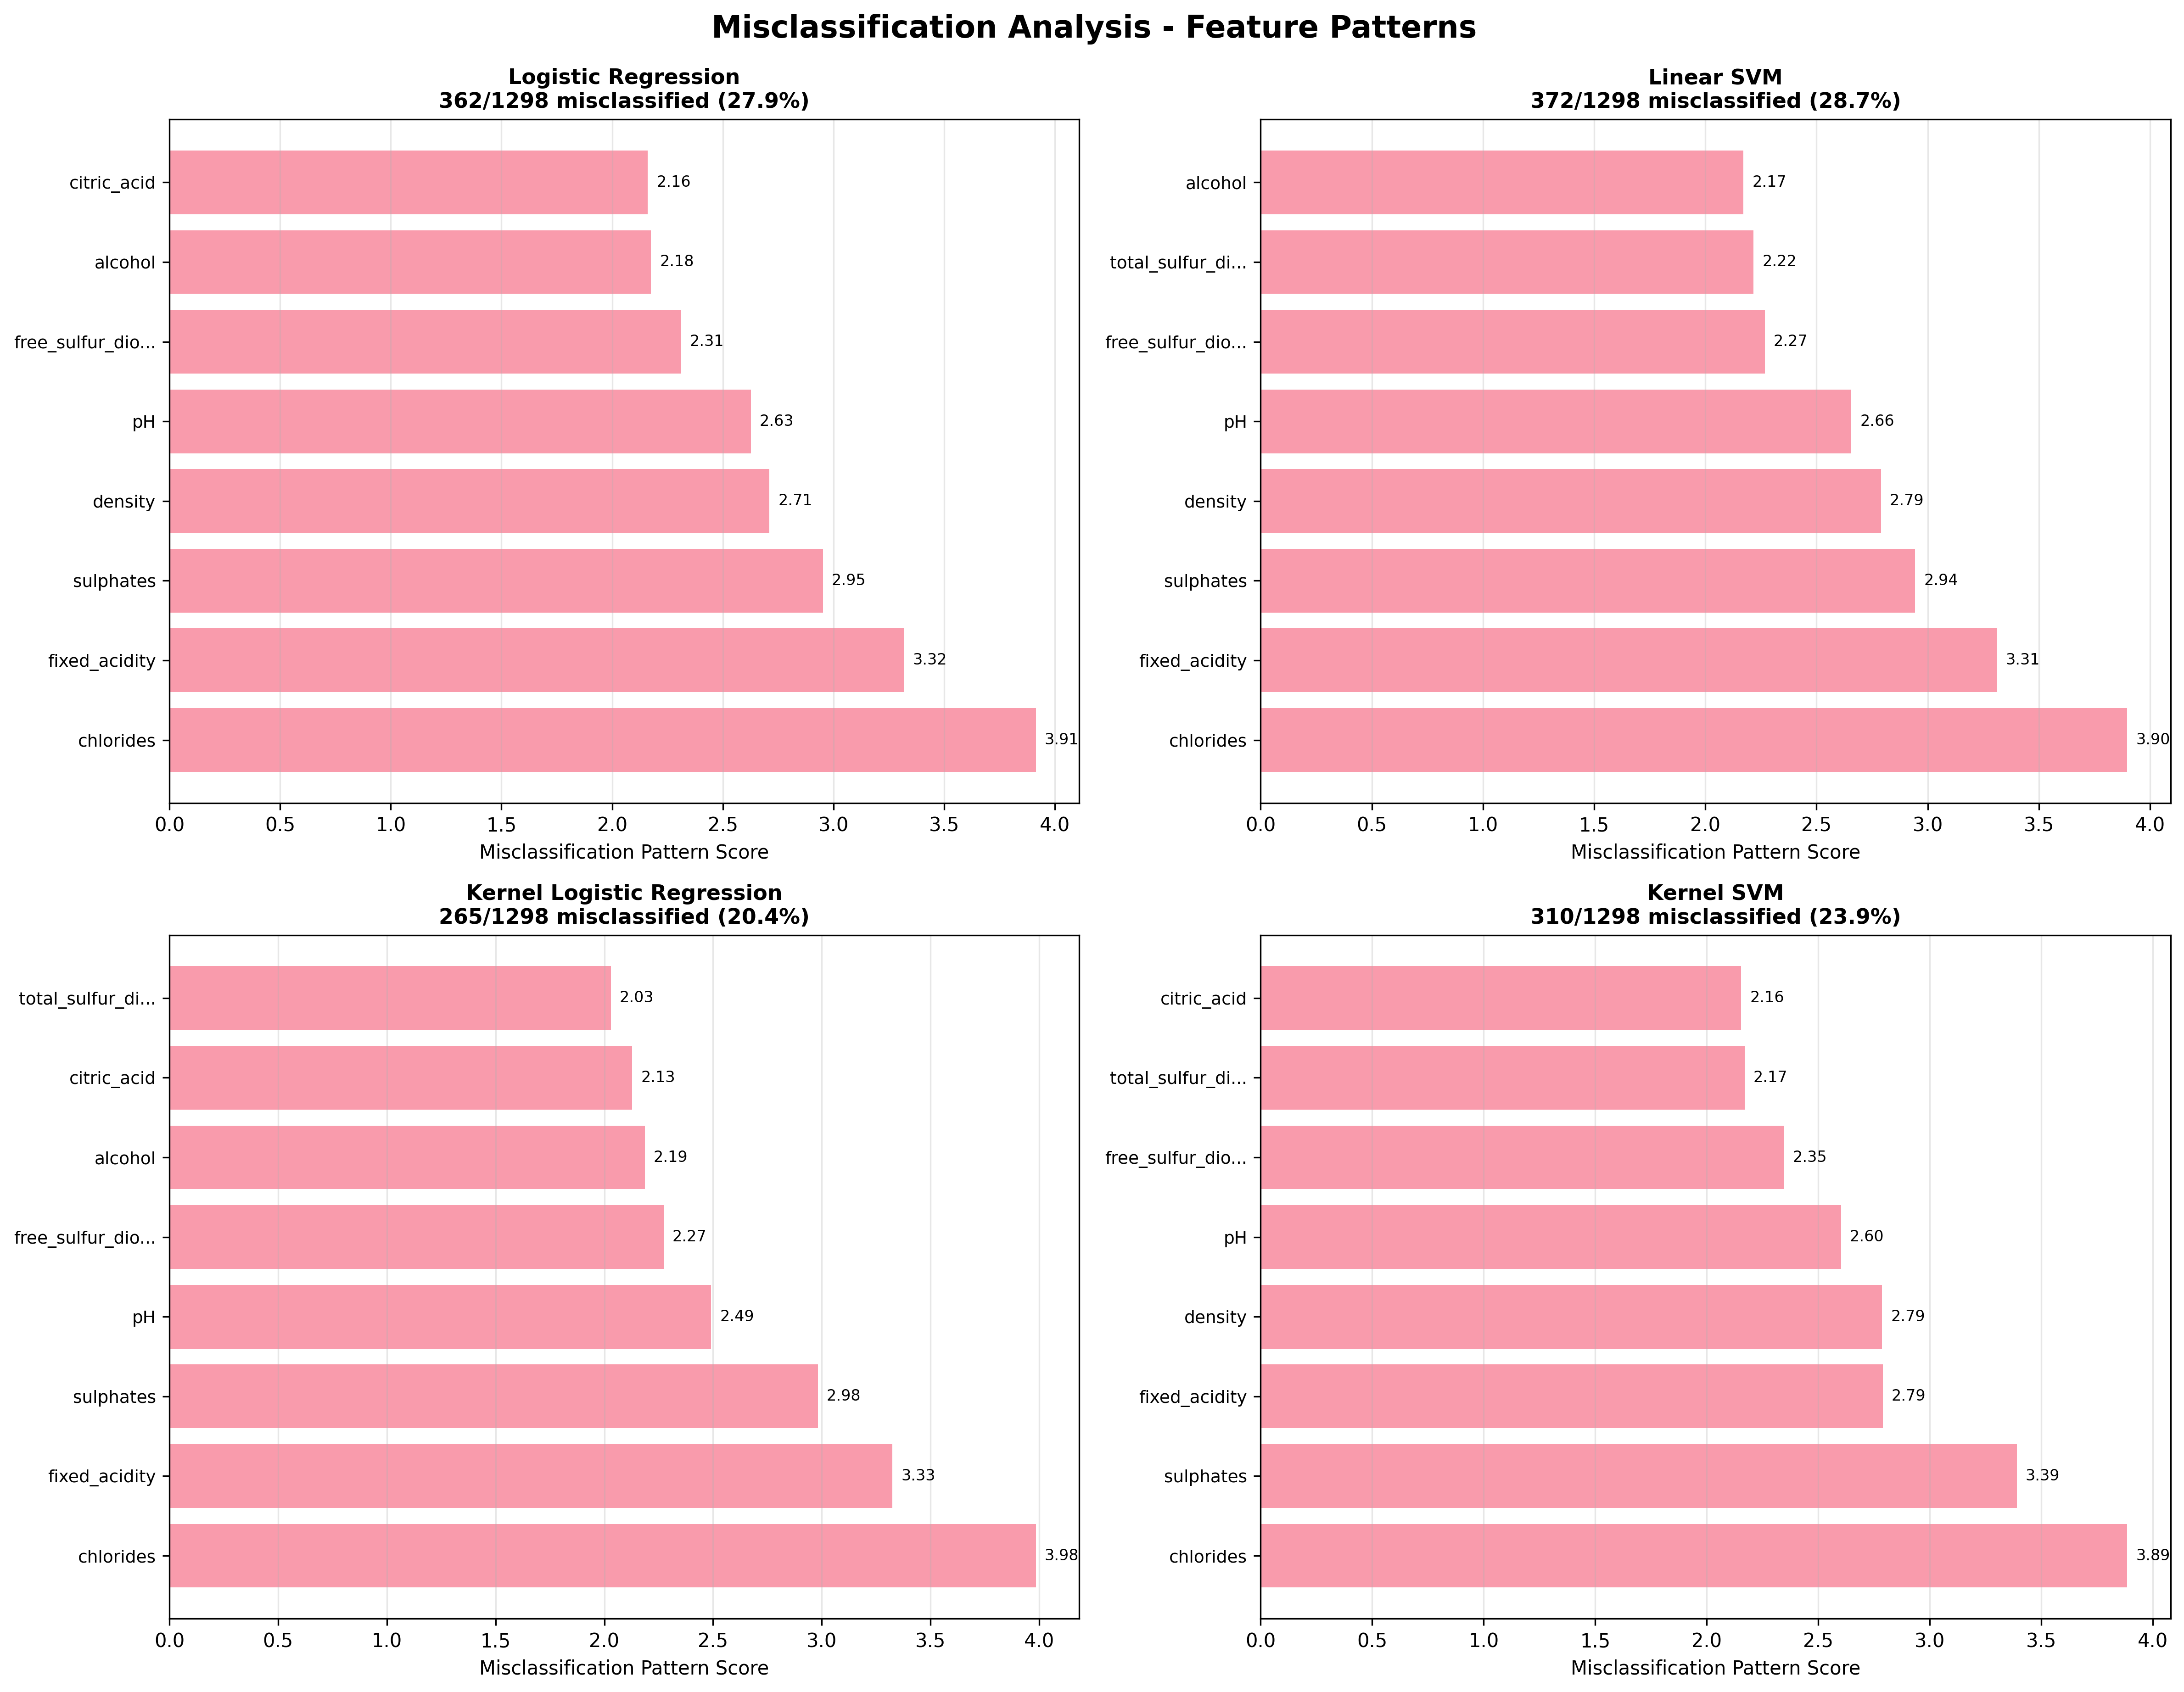 Misclassification Analysis - Feature Patterns
Logistic Regression
362/1298 misclassified (27.9%)
citric_acid 2.16
alcohol 2.18
free_sulfur_dio... 2.31
pH 2.63
density 2.71
sulphates 2.95
fixed_acidity 3.32
chlorides 3.91
0.0 0.5 1.0 1.5 2.0 2.5 3.0 3.5 4.0
Misclassification Pattern Score
Linear SVM
372/1298 misclassified (28.7%)
alcohol 2.17
total_sulfur_di... 2.22
free_sulfur_dio... 2.27
pH 2.66
density 2.79
sulphates 2.94
fixed_acidity 3.31
chlorides 3.90
0.0 0.5 1.0 1.5 2.0 2.5 3.0 3.5 4.0
Misclassification Pattern Score
Kernel Logistic Regression
265/1298 misclassified (20.4%)
total_sulfur_di... 2.03
citric_acid 2.13
alcohol 2.19
free_sulfur_dio... 2.27
pH 2.49
sulphates 2.98
fixed_acidity 3.33
chlorides 3.98
0.0 0.5 1.0 1.5 2.0 2.5 3.0 3.5 4.0
Misclassification Pattern Score
Kernel SVM
310/1298 misclassified (23.9%)
citric_acid 2.16
total_sulfur_di... 2.17
free_sulfur_dio... 2.35
pH 2.60
density 2.79
fixed_acidity 2.79
sulphates 3.39
chlorides 3.89
0.0 0.5 1.0 1.5 2.0 2.5 3.0 3.5 4.0
Misclassification Pattern Score